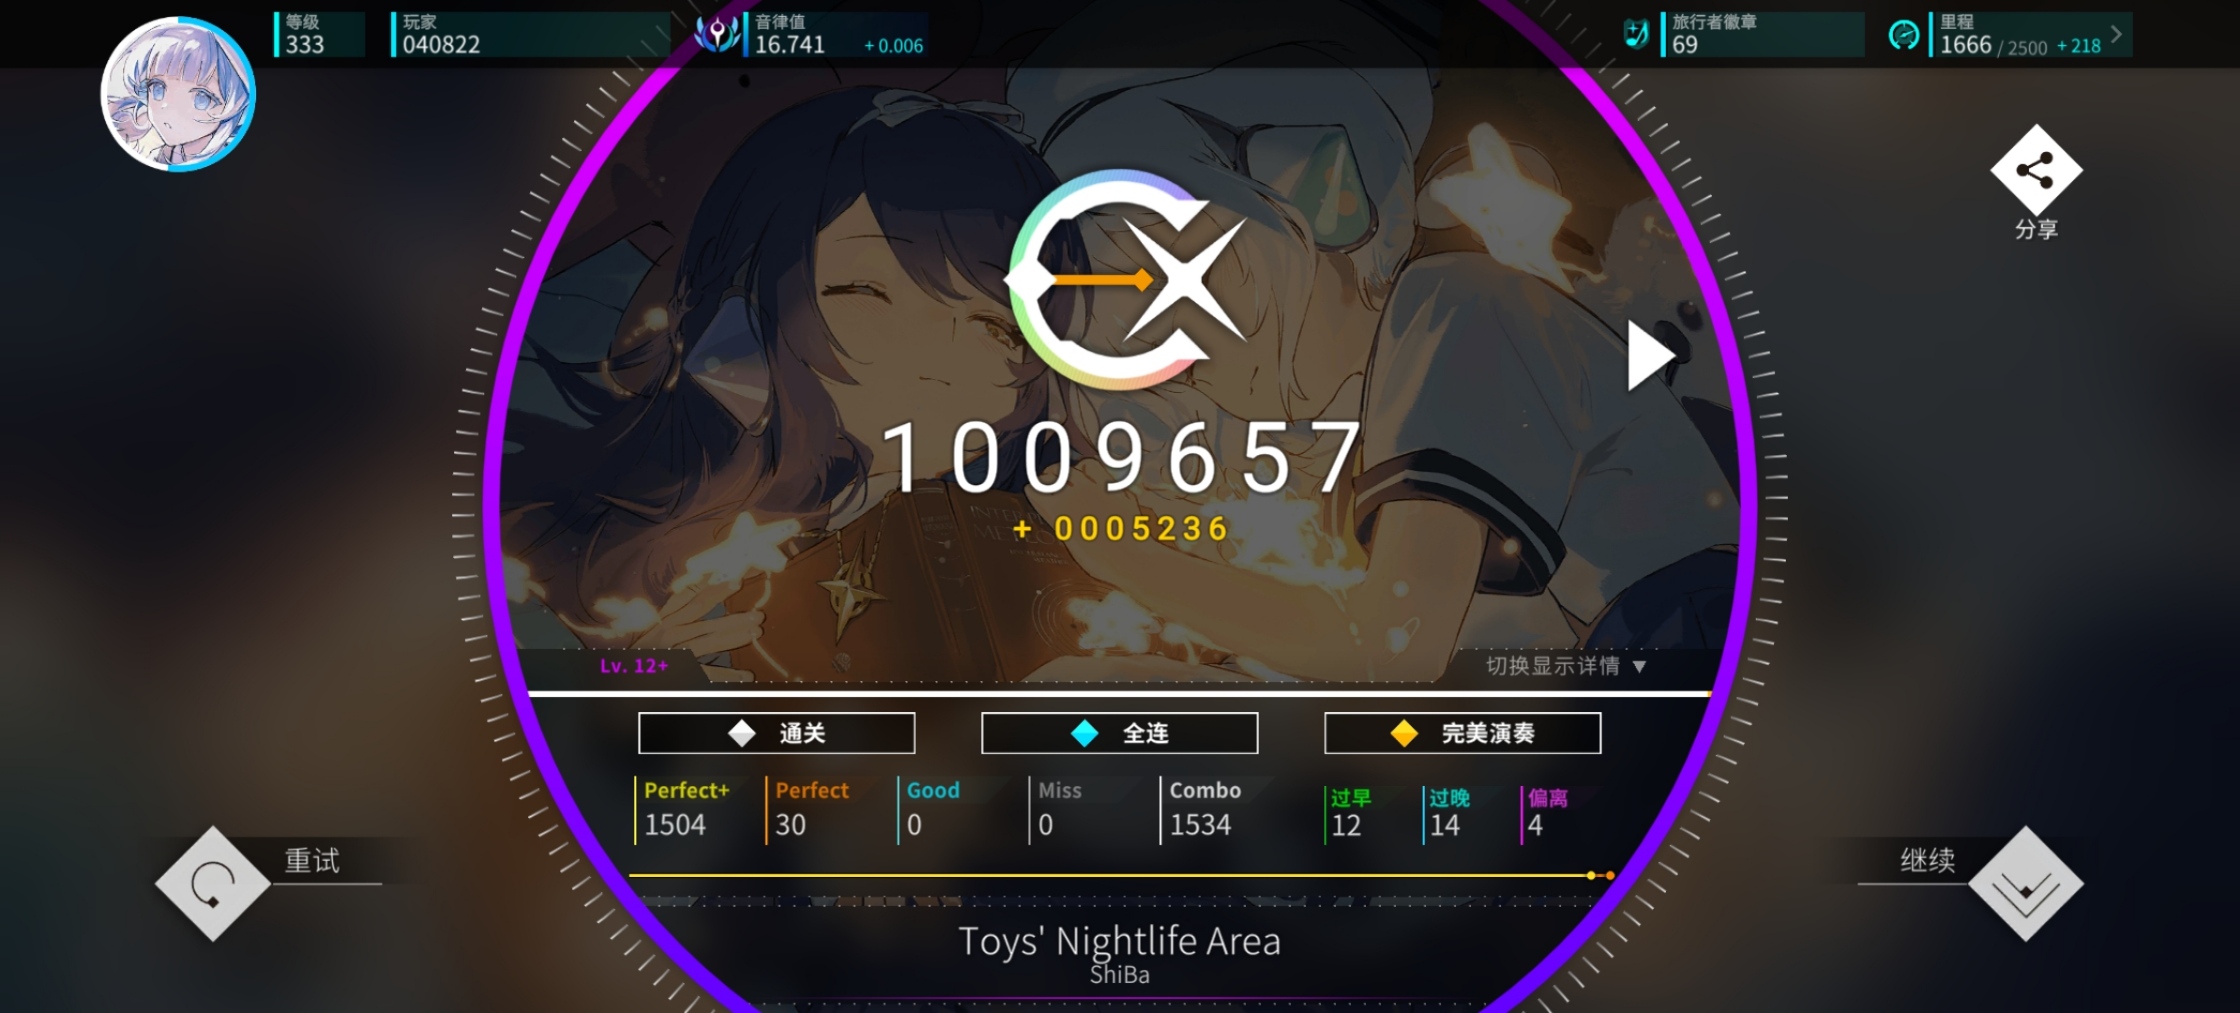 等级
333
玩家
040822
音律值
16.741 + 0.006
旅行者徽章
69
里程
1666 / 2500 + 218
分享
1009657
+ 0005236
Lv. 12+
切换显示详情 ▼
通关
全连
完美演奏
Perfect+ Perfect Good Miss Combo 过早 过晚 偏离
1504 30 0 0 1534 12 14 4
重试
继续
Toys' Nightlife Area
ShiBa